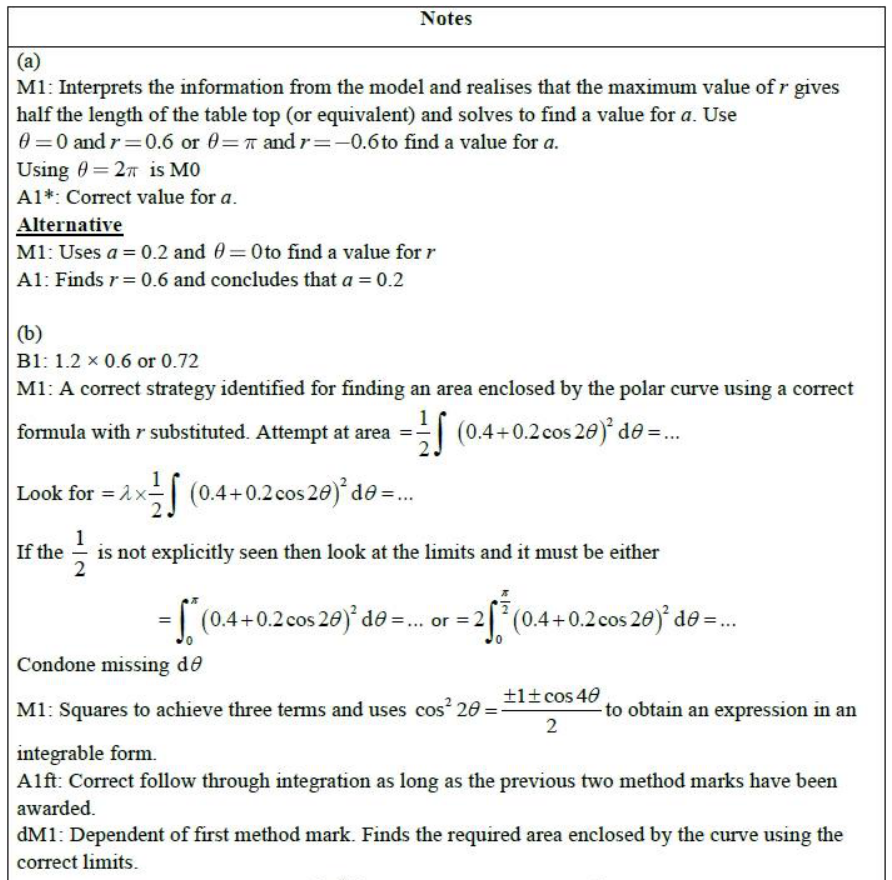 Notes
(a)
M1: Interprets the information from the model and realises that the maximum value of r gives
half the length of the table top (or equivalent) and solves to find a value for a. Use
θ = 0 and r = 0.6 or θ = π and r = −0.6 to find a value for a.
Using θ = 2π is M0
A1*: Correct value for a.
Alternative
M1: Uses a = 0.2 and θ = 0 to find a value for r
A1: Finds r = 0.6 and concludes that a = 0.2
(b)
B1: 1.2 × 0.6 or 0.72
M1: A correct strategy identified for finding an area enclosed by the polar curve using a correct
formula with r substituted. Attempt at area = 1/2 ∫ (0.4 + 0.2 cos 2θ)² dθ = ...
Look for = λ × 1/2 ∫ (0.4 + 0.2 cos 2θ)² dθ = ...
If the 1/2 is not explicitly seen then look at the limits and it must be either
= ∫₀^π (0.4 + 0.2 cos 2θ)² dθ = ... or = 2 ∫₀^(π/2) (0.4 + 0.2 cos 2θ)² dθ = ...
Condone missing dθ
M1: Squares to achieve three terms and uses cos² 2θ = (±1 ± cos 4θ)/2 to obtain an expression in an
integrable form.
A1ft: Correct follow through integration as long as the previous two method marks have been
awarded.
dM1: Dependent of first method mark. Finds the required area enclosed by the curve using the
correct limits.